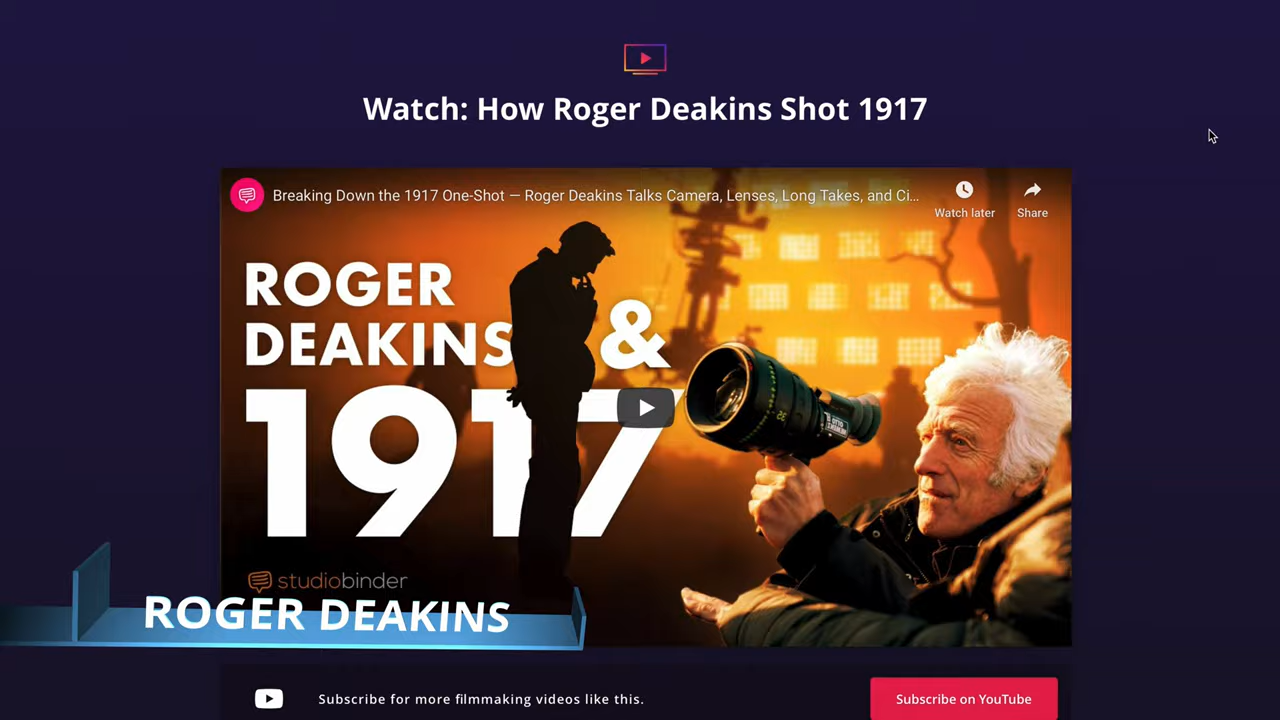 Watch: How Roger Deakins Shot 1917
Breaking Down the 1917 One-Shot — Roger Deakins Talks Camera, Lenses, Long Takes, and Ci...
Watch later
Share
ROGER
DEAKINS &
1917
studiobinder
ROGER DEAKINS
Subscribe for more filmmaking videos like this.
Subscribe on YouTube